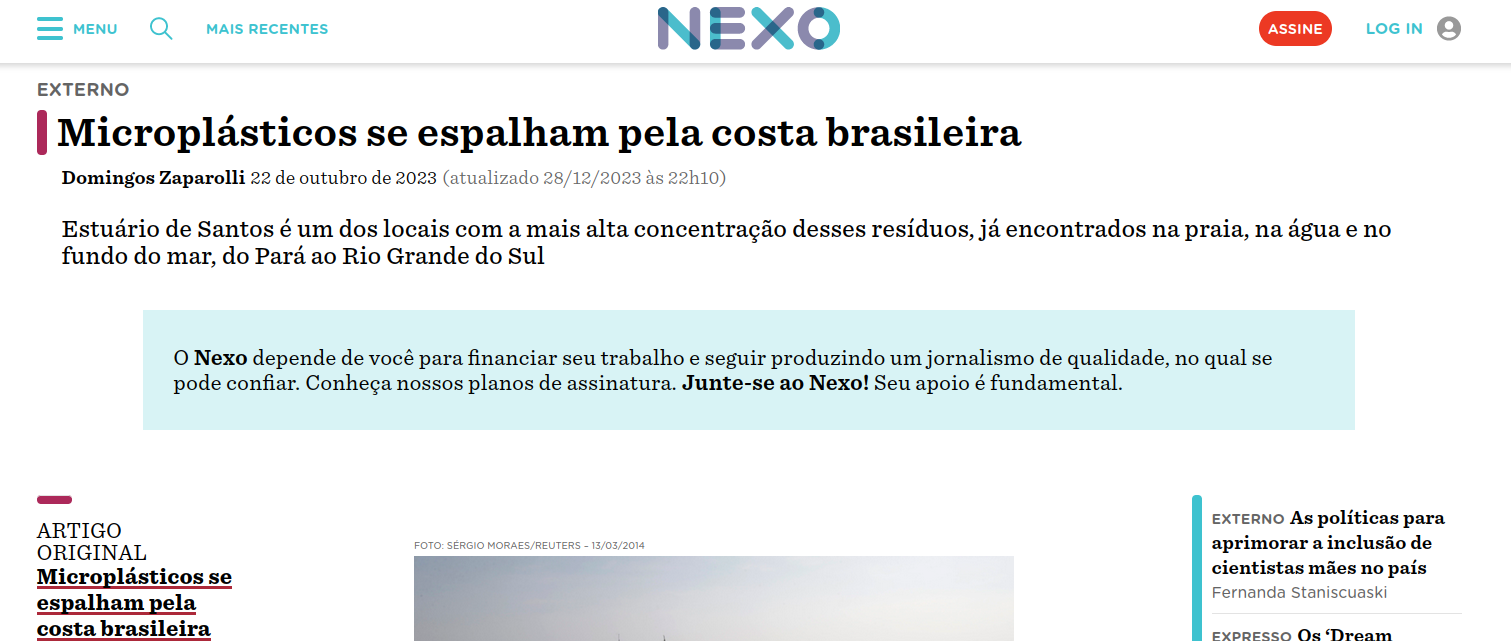 MENU
MAIS RECENTES
NEXO
ASSINE
LOG IN
EXTERNO
Microplásticos se espalham pela costa brasileira
Domingos Zaparolli 22 de outubro de 2023 (atualizado 28/12/2023 às 22h10)
Estuário de Santos é um dos locais com a mais alta concentração desses resíduos, já encontrados na praia, na água e no
fundo do mar, do Pará ao Rio Grande do Sul
O Nexo depende de você para financiar seu trabalho e seguir produzindo um jornalismo de qualidade, no qual se
pode confiar. Conheça nossos planos de assinatura. Junte-se ao Nexo! Seu apoio é fundamental.
ARTIGO
ORIGINAL
Microplásticos se
espalham pela
costa brasileira
FOTO: SÉRGIO MORAES/REUTERS – 13/03/2014
EXTERNO As políticas para
aprimorar a inclusão de
cientistas mães no país
Fernanda Staniscuaski
EXPRESSO Os ‘Dream